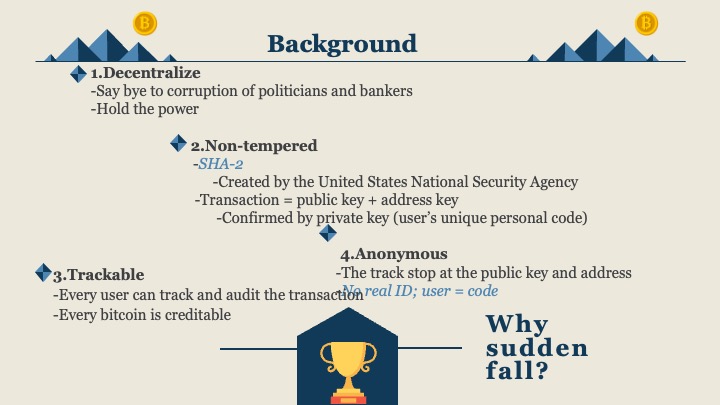 Background
1.Decentralize
-Say bye to corruption of politicians and bankers
-Hold the power
2.Non-tempered
-SHA-2
-Created by the United States National Security Agency
-Transaction = public key + address key
-Confirmed by private key (user’s unique personal code)
3.Trackable
-Every user can track and audit the transaction
-Every bitcoin is creditable
4.Anonymous
-The track stop at the public key and address
-No real ID; user = code
Why
sudden
fall?